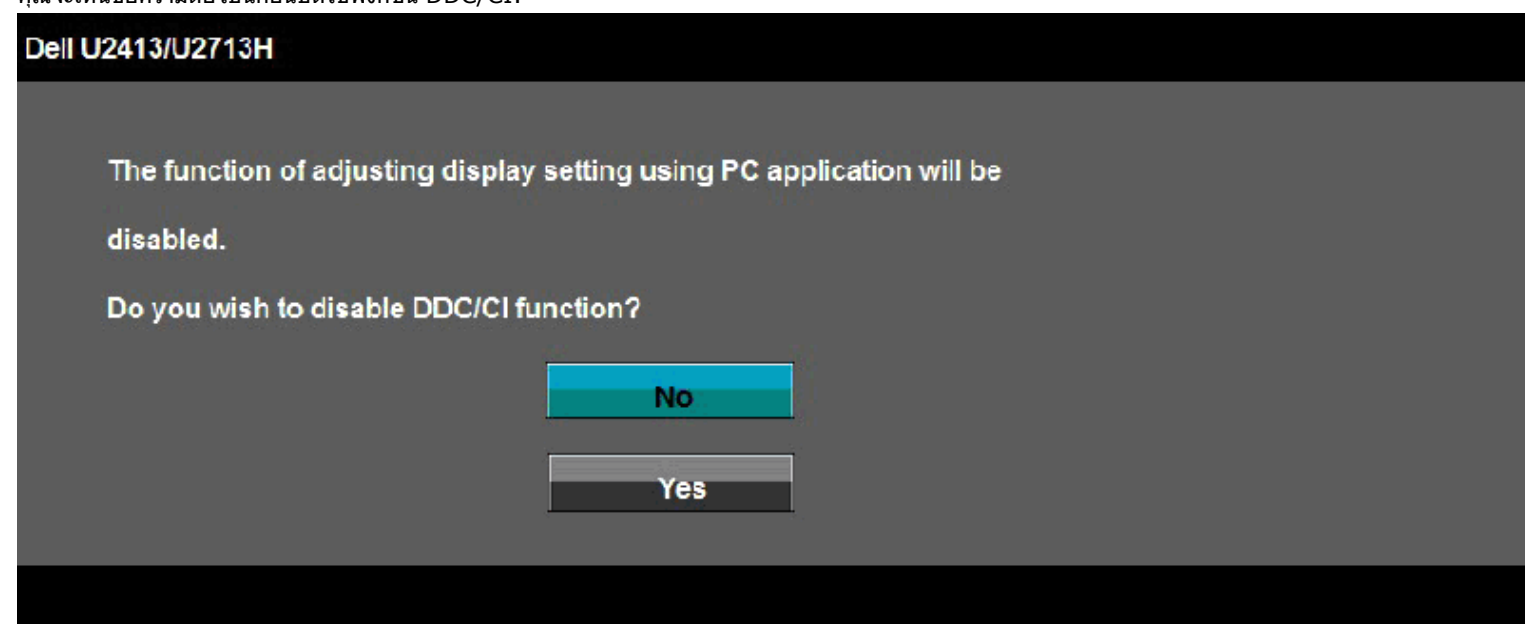 Dell U2413/U2713H
The function of adjusting display setting using PC application will be
disabled.
Do you wish to disable DDC/CI function?
No
Yes